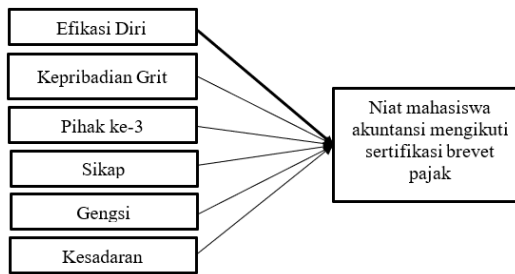 Efikasi Diri
Kepribadian Grit
Pihak ke-3
Sikap
Gengsi
Kesadaran
Niat mahasiswa
akuntansi mengikuti
sertifikasi brevet
pajak